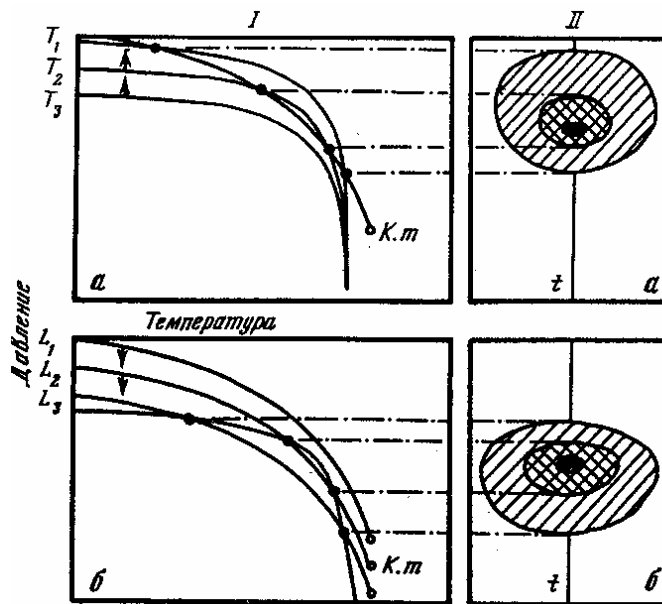 I II
T₁
T₂
T₃
К.т
а t а
Давление
Температура
L₁
L₂
L₃
К.т
б t б